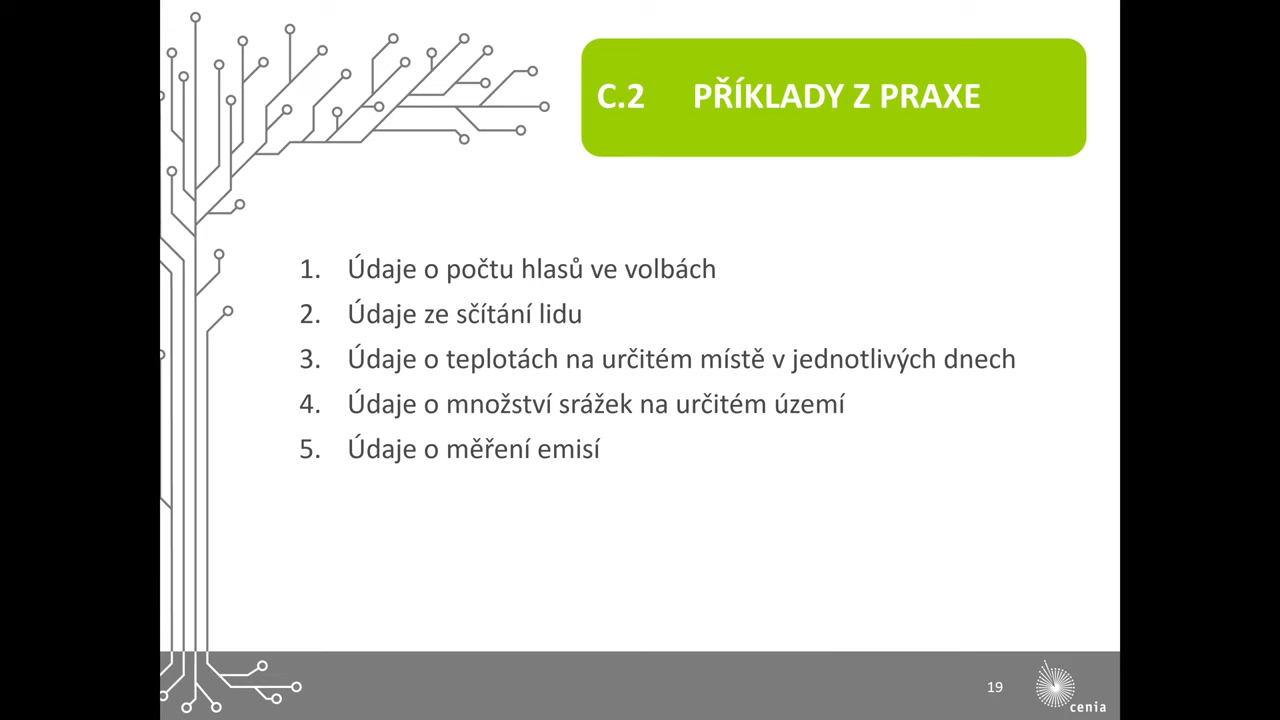 C.2 PŘÍKLADY Z PRAXE
1. Údaje o počtu hlasů ve volbách
2. Údaje ze sčítání lidu
3. Údaje o teplotách na určitém místě v jednotlivých dnech
4. Údaje o množství srážek na určitém území
5. Údaje o měření emisí
19
cenia